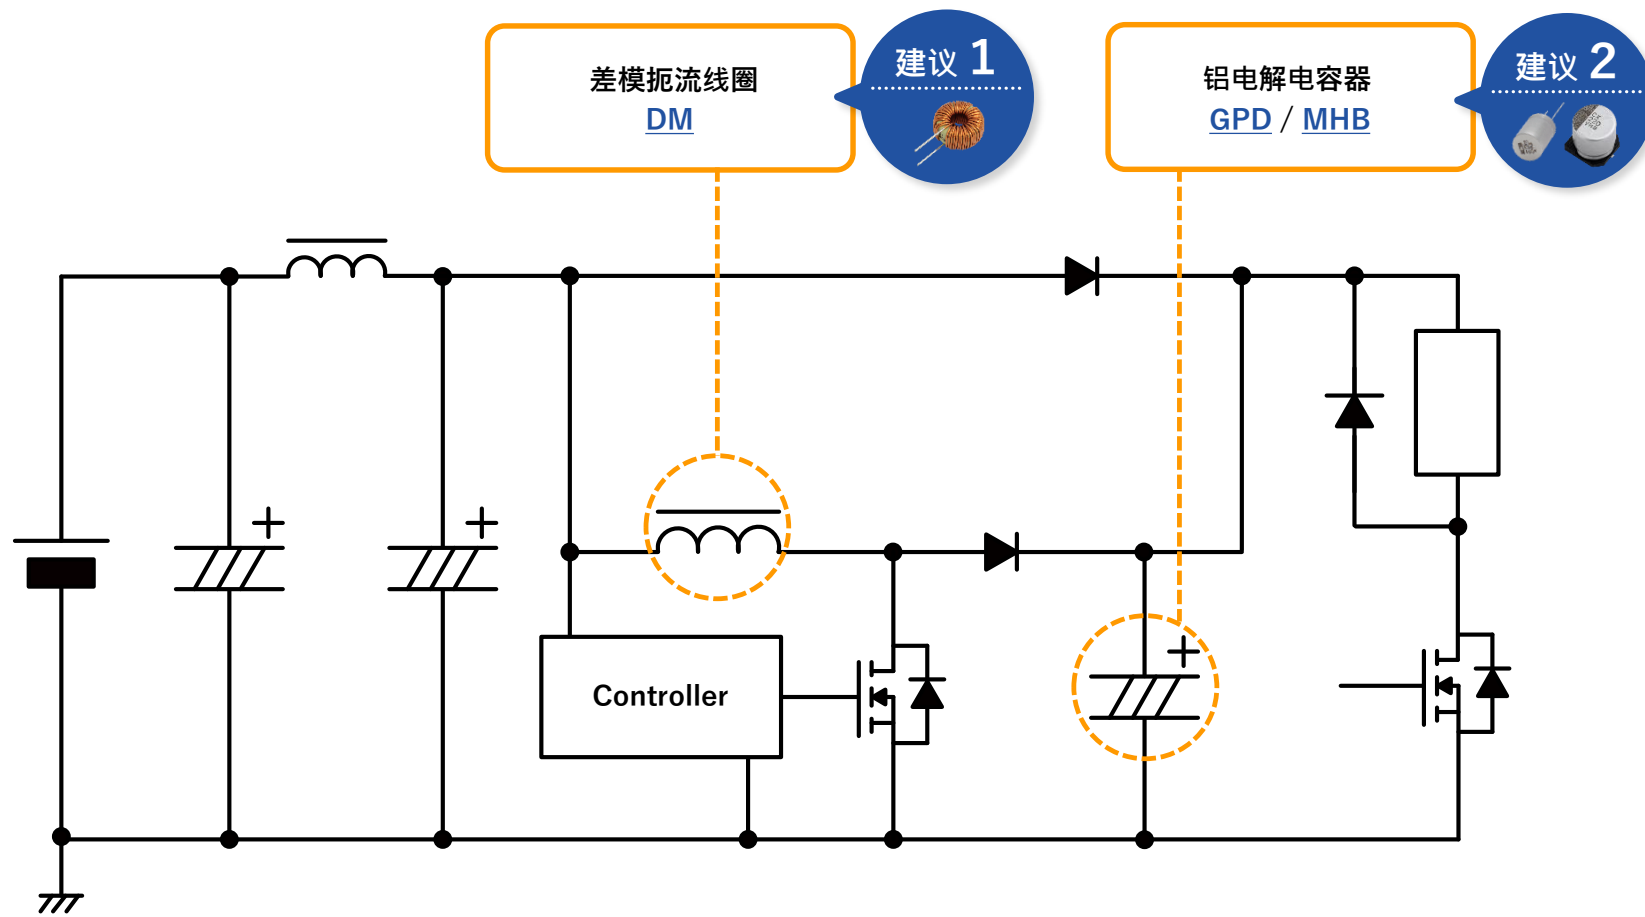 差模扼流线圈
DM
建议 1
铝电解电容器
GPD / MHB
建议 2
Controller